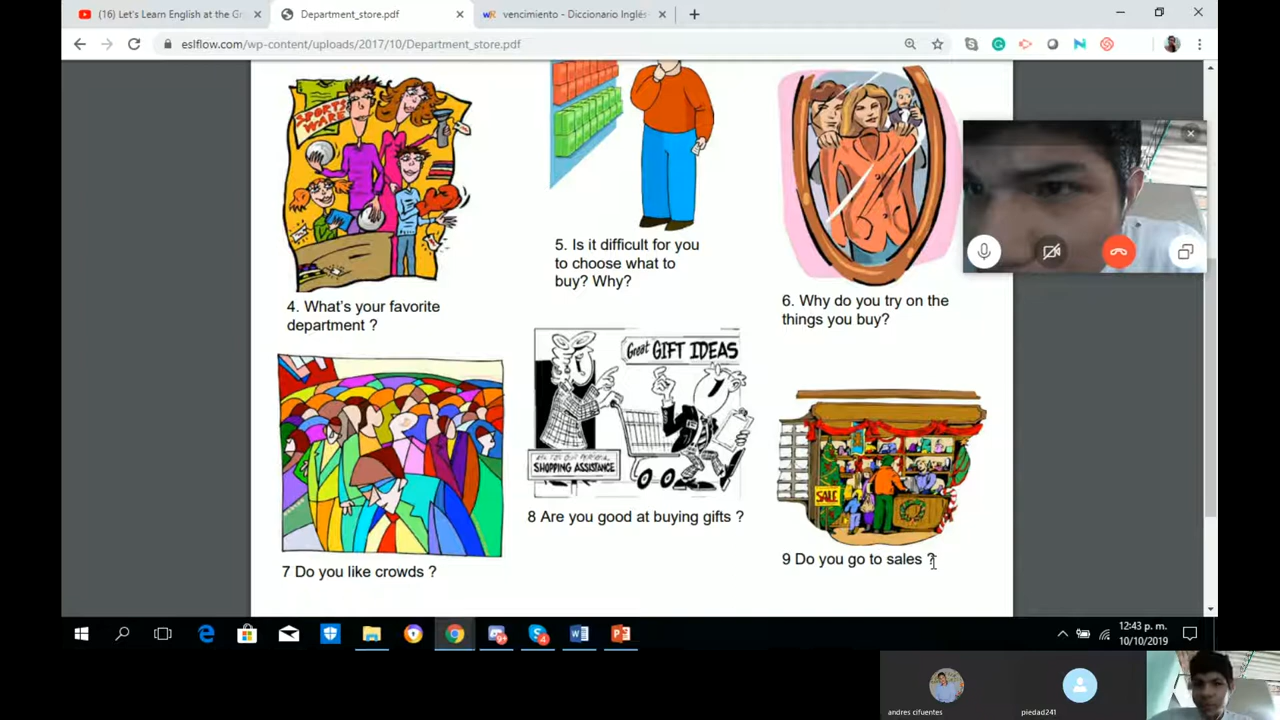 (16) Let's Learn English at the Gr
Department_store.pdf
vencimiento - Diccionario Inglés
eslflow.com/wp-content/uploads/2017/10/Department_store.pdf
SPORTS
WARE
4. What's your favorite
department ?
5. Is it difficult for you
to choose what to
buy? Why?
6. Why do you try on the
things you buy?
Great GIFT IDEAS
SHOPPING ASSISTANCE
SALE
7 Do you like crowds ?
8 Are you good at buying gifts ?
9 Do you go to sales ?
12:43 p. m.
10/10/2019
andres cifuentes
piedad241